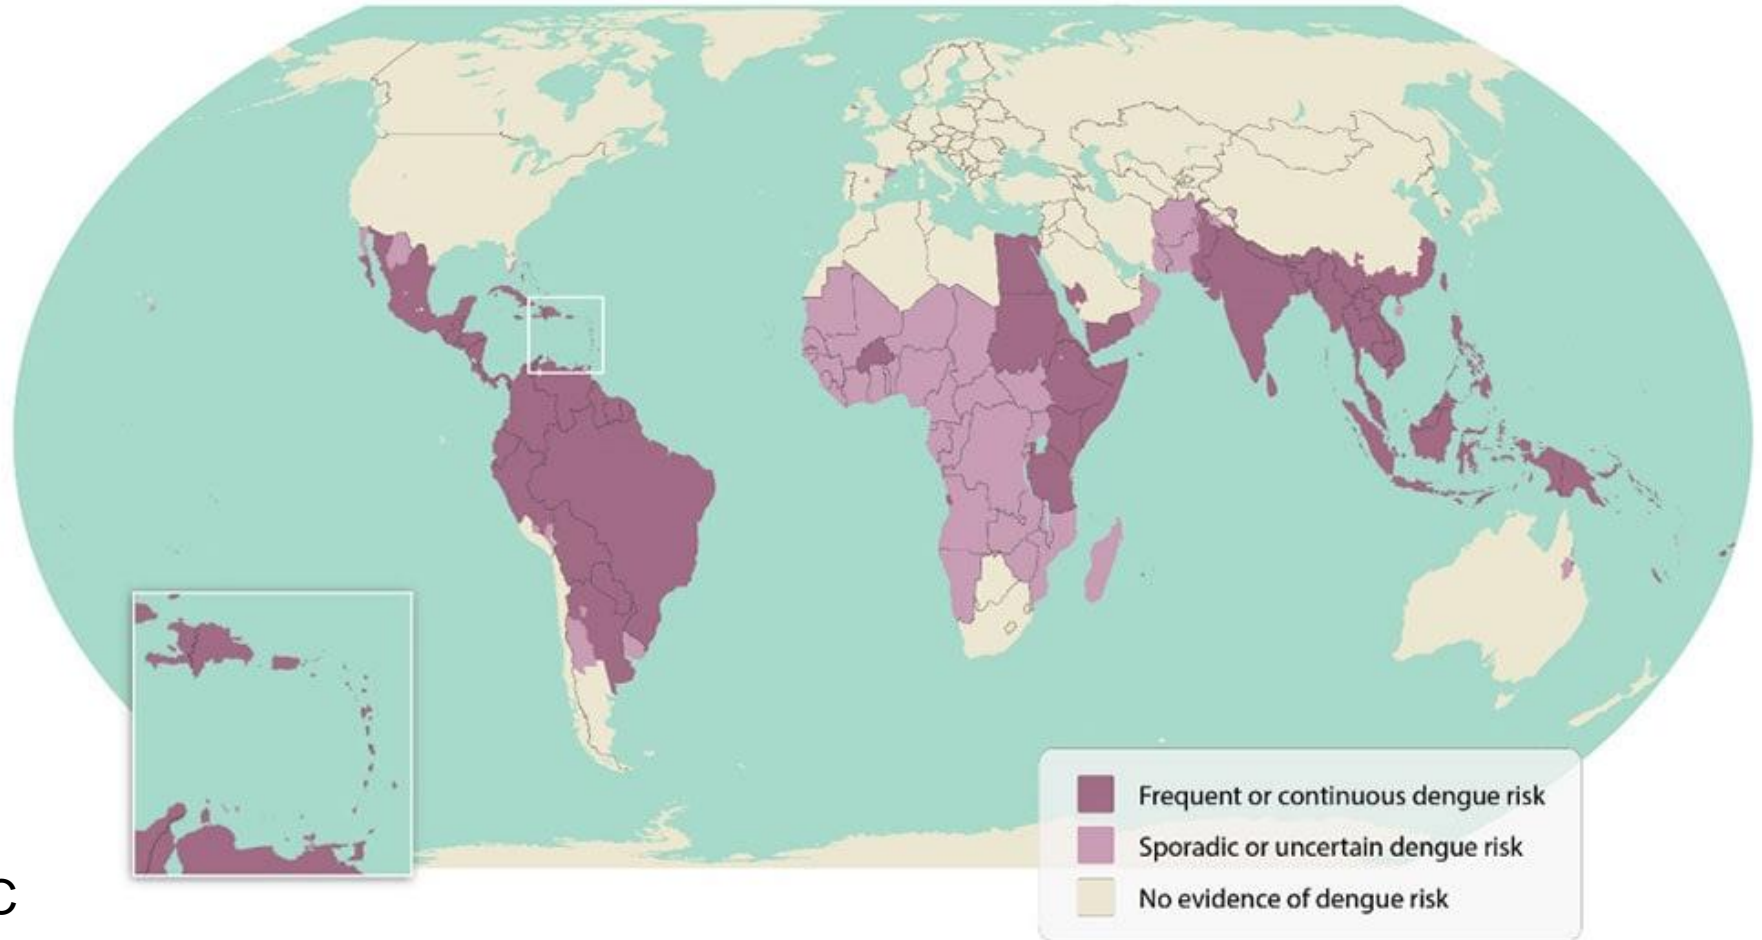 Frequent or continuous dengue risk
Sporadic or uncertain dengue risk
No evidence of dengue risk
C